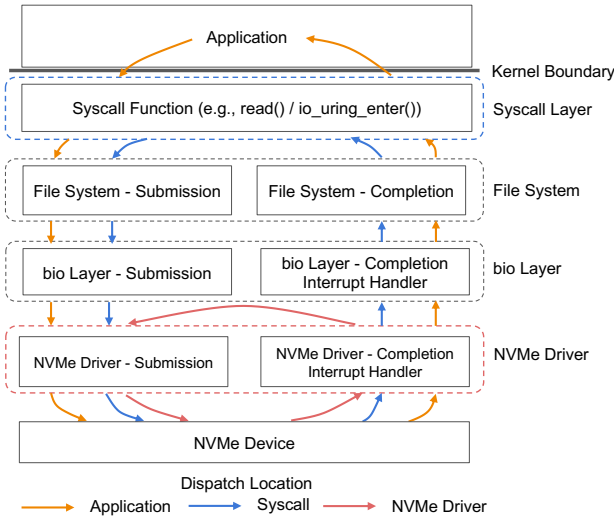 Application
Kernel Boundary
Syscall Function (e.g., read() / io_uring_enter())
Syscall Layer
File System - Submission
File System - Completion
File System
bio Layer - Submission
bio Layer - Completion
Interrupt Handler
bio Layer
NVMe Driver - Submission
NVMe Driver - Completion
Interrupt Handler
NVMe Driver
NVMe Device
Dispatch Location
Application
Syscall
NVMe Driver